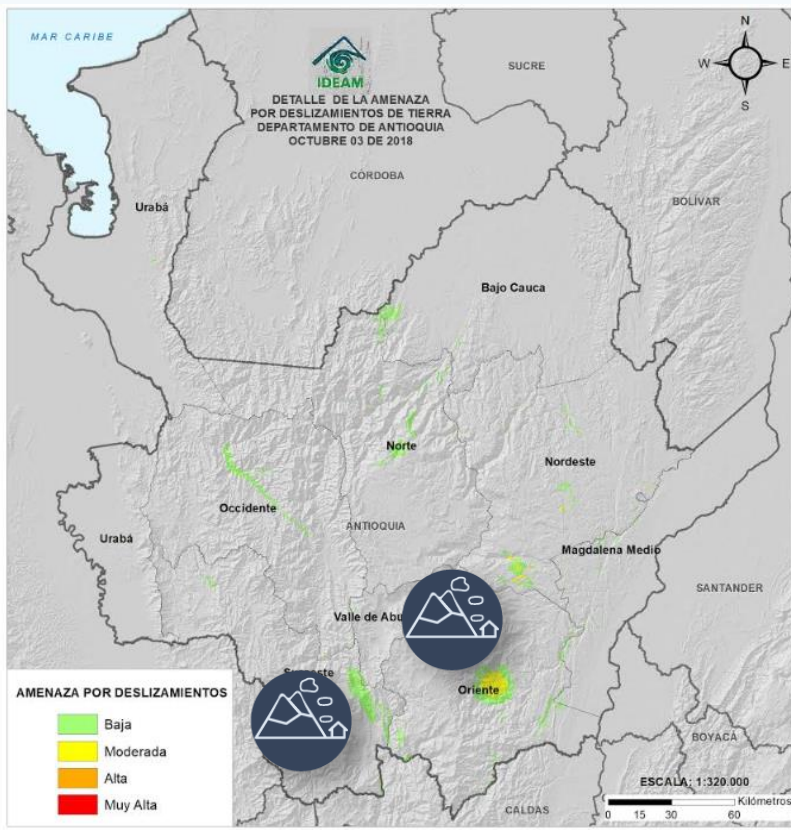 MAR CARIBE
N
W
E
S
IDEAM
DETALLE DE LA AMENAZA
POR DESLIZAMIENTOS DE TIERRA
DEPARTAMENTO DE ANTIOQUIA
OCTUBRE 03 DE 2018
SUCRE
CÓRDOBA
BOLÍVAR
Urabá
Bajo Cauca
Norte
Nordeste
Occidente
ANTIOQUIA
Urabá
Magdalena Medio
SANTANDER
Valle de Abu
Oriente
AMENAZA POR DESLIZAMIENTOS
Baja
Moderada
Alta
Muy Alta
BOYACÁ
CALDAS
ESCALA: 1:320.000
Kilómetros
0 15 30 60